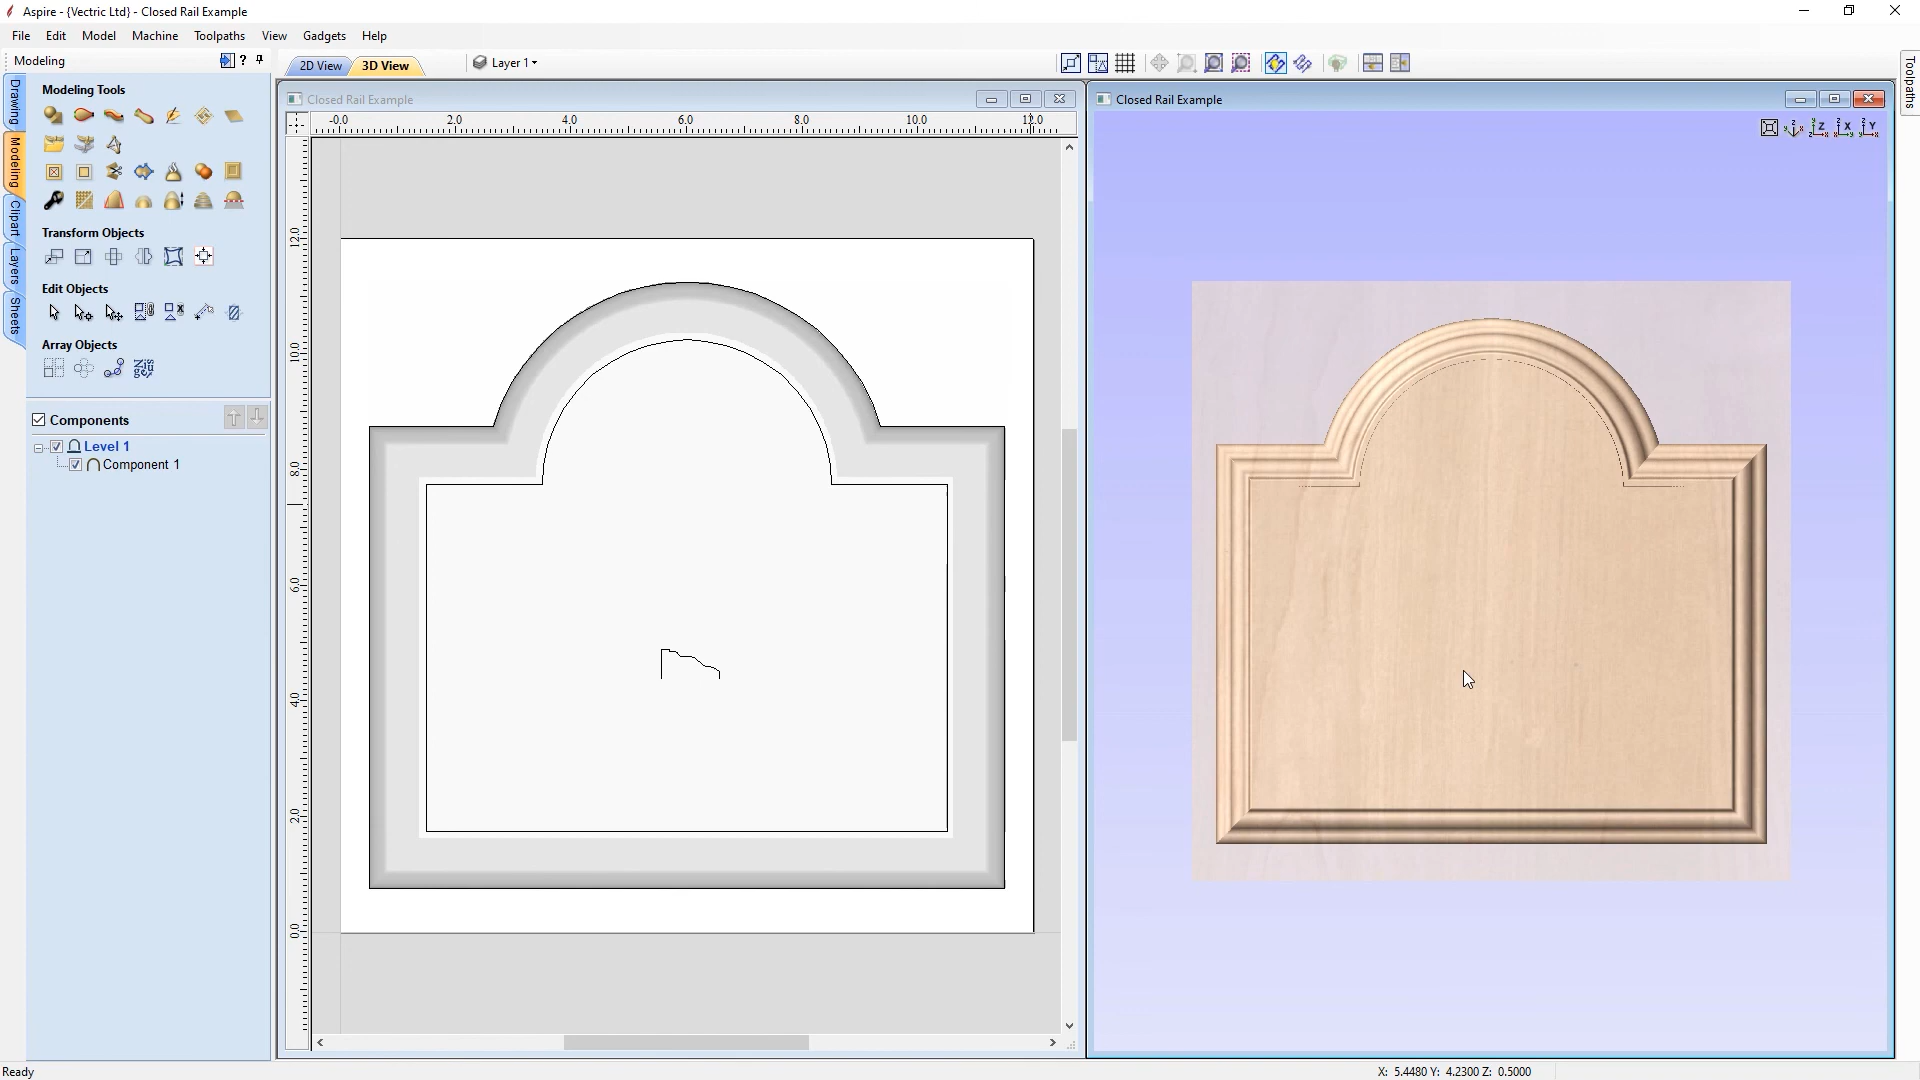 Aspire - {Vectric Ltd} - Closed Rail Example
File Edit Model Machine Toolpaths View Gadgets Help
Modeling
?
2D View
3D View
Layer 1
Toolpaths
Drawing
Modeling
Clipart
Layers
Sheets
Modeling Tools
Transform Objects
Edit Objects
Array Objects
Components
Level 1
Component 1
Closed Rail Example
-0.0 2.0 4.0 6.0 8.0 10.0 12.0
12.0
10.0
8.0
6.0
4.0
2.0
0.0
Closed Rail Example
Z X Y
Ready
X: 5.4480 Y: 4.2300 Z: 0.5000